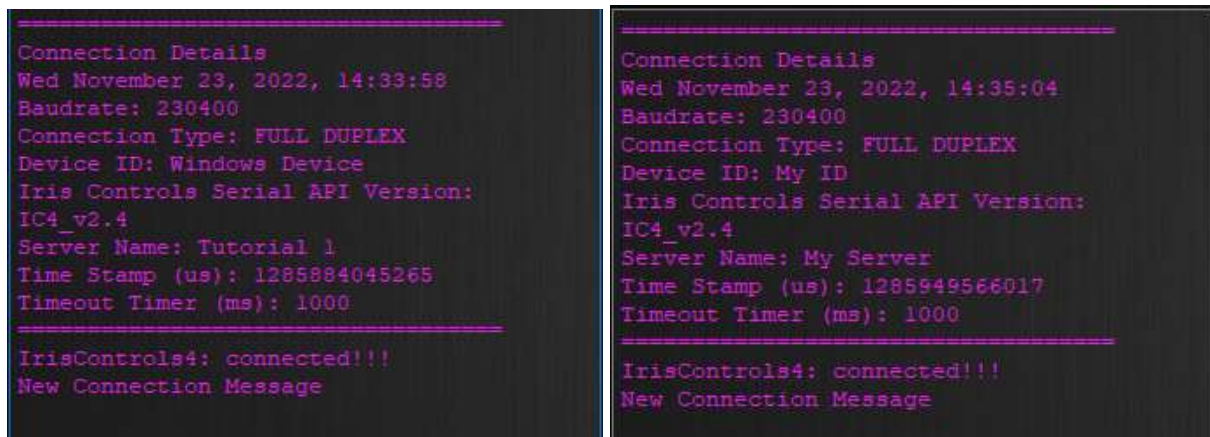 ========================================
Connection Details
Wed November 23, 2022, 14:33:58
Baudrate: 230400
Connection Type: FULL DUPLEX
Device ID: Windows Device
Iris Controls Serial API Version:
IC4_v2.4
Server Name: Tutorial 1
Time Stamp (us): 1285884045265
Timeout Timer (ms): 1000
========================================
IrisControls4: connected!!!
New Connection Message
========================================
Connection Details
Wed November 23, 2022, 14:35:04
Baudrate: 230400
Connection Type: FULL DUPLEX
Device ID: My ID
Iris Controls Serial API Version:
IC4_v2.4
Server Name: My Server
Time Stamp (us): 1285949566017
Timeout Timer (ms): 1000
========================================
IrisControls4: connected!!!
New Connection Message